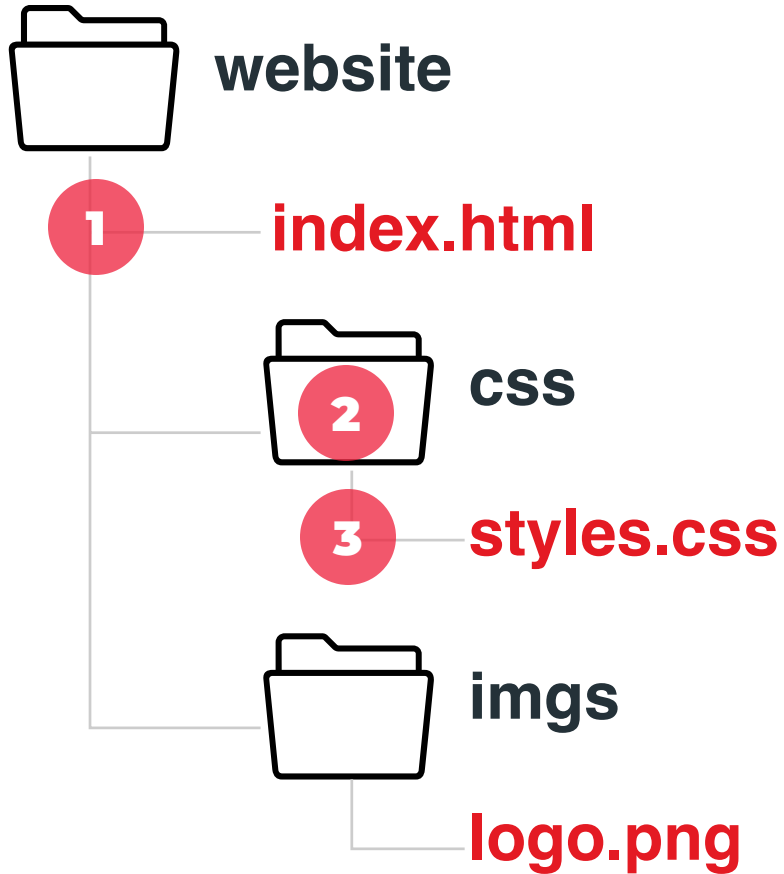 website
1
index.html
css
2
3
styles.css
imgs
logo.png